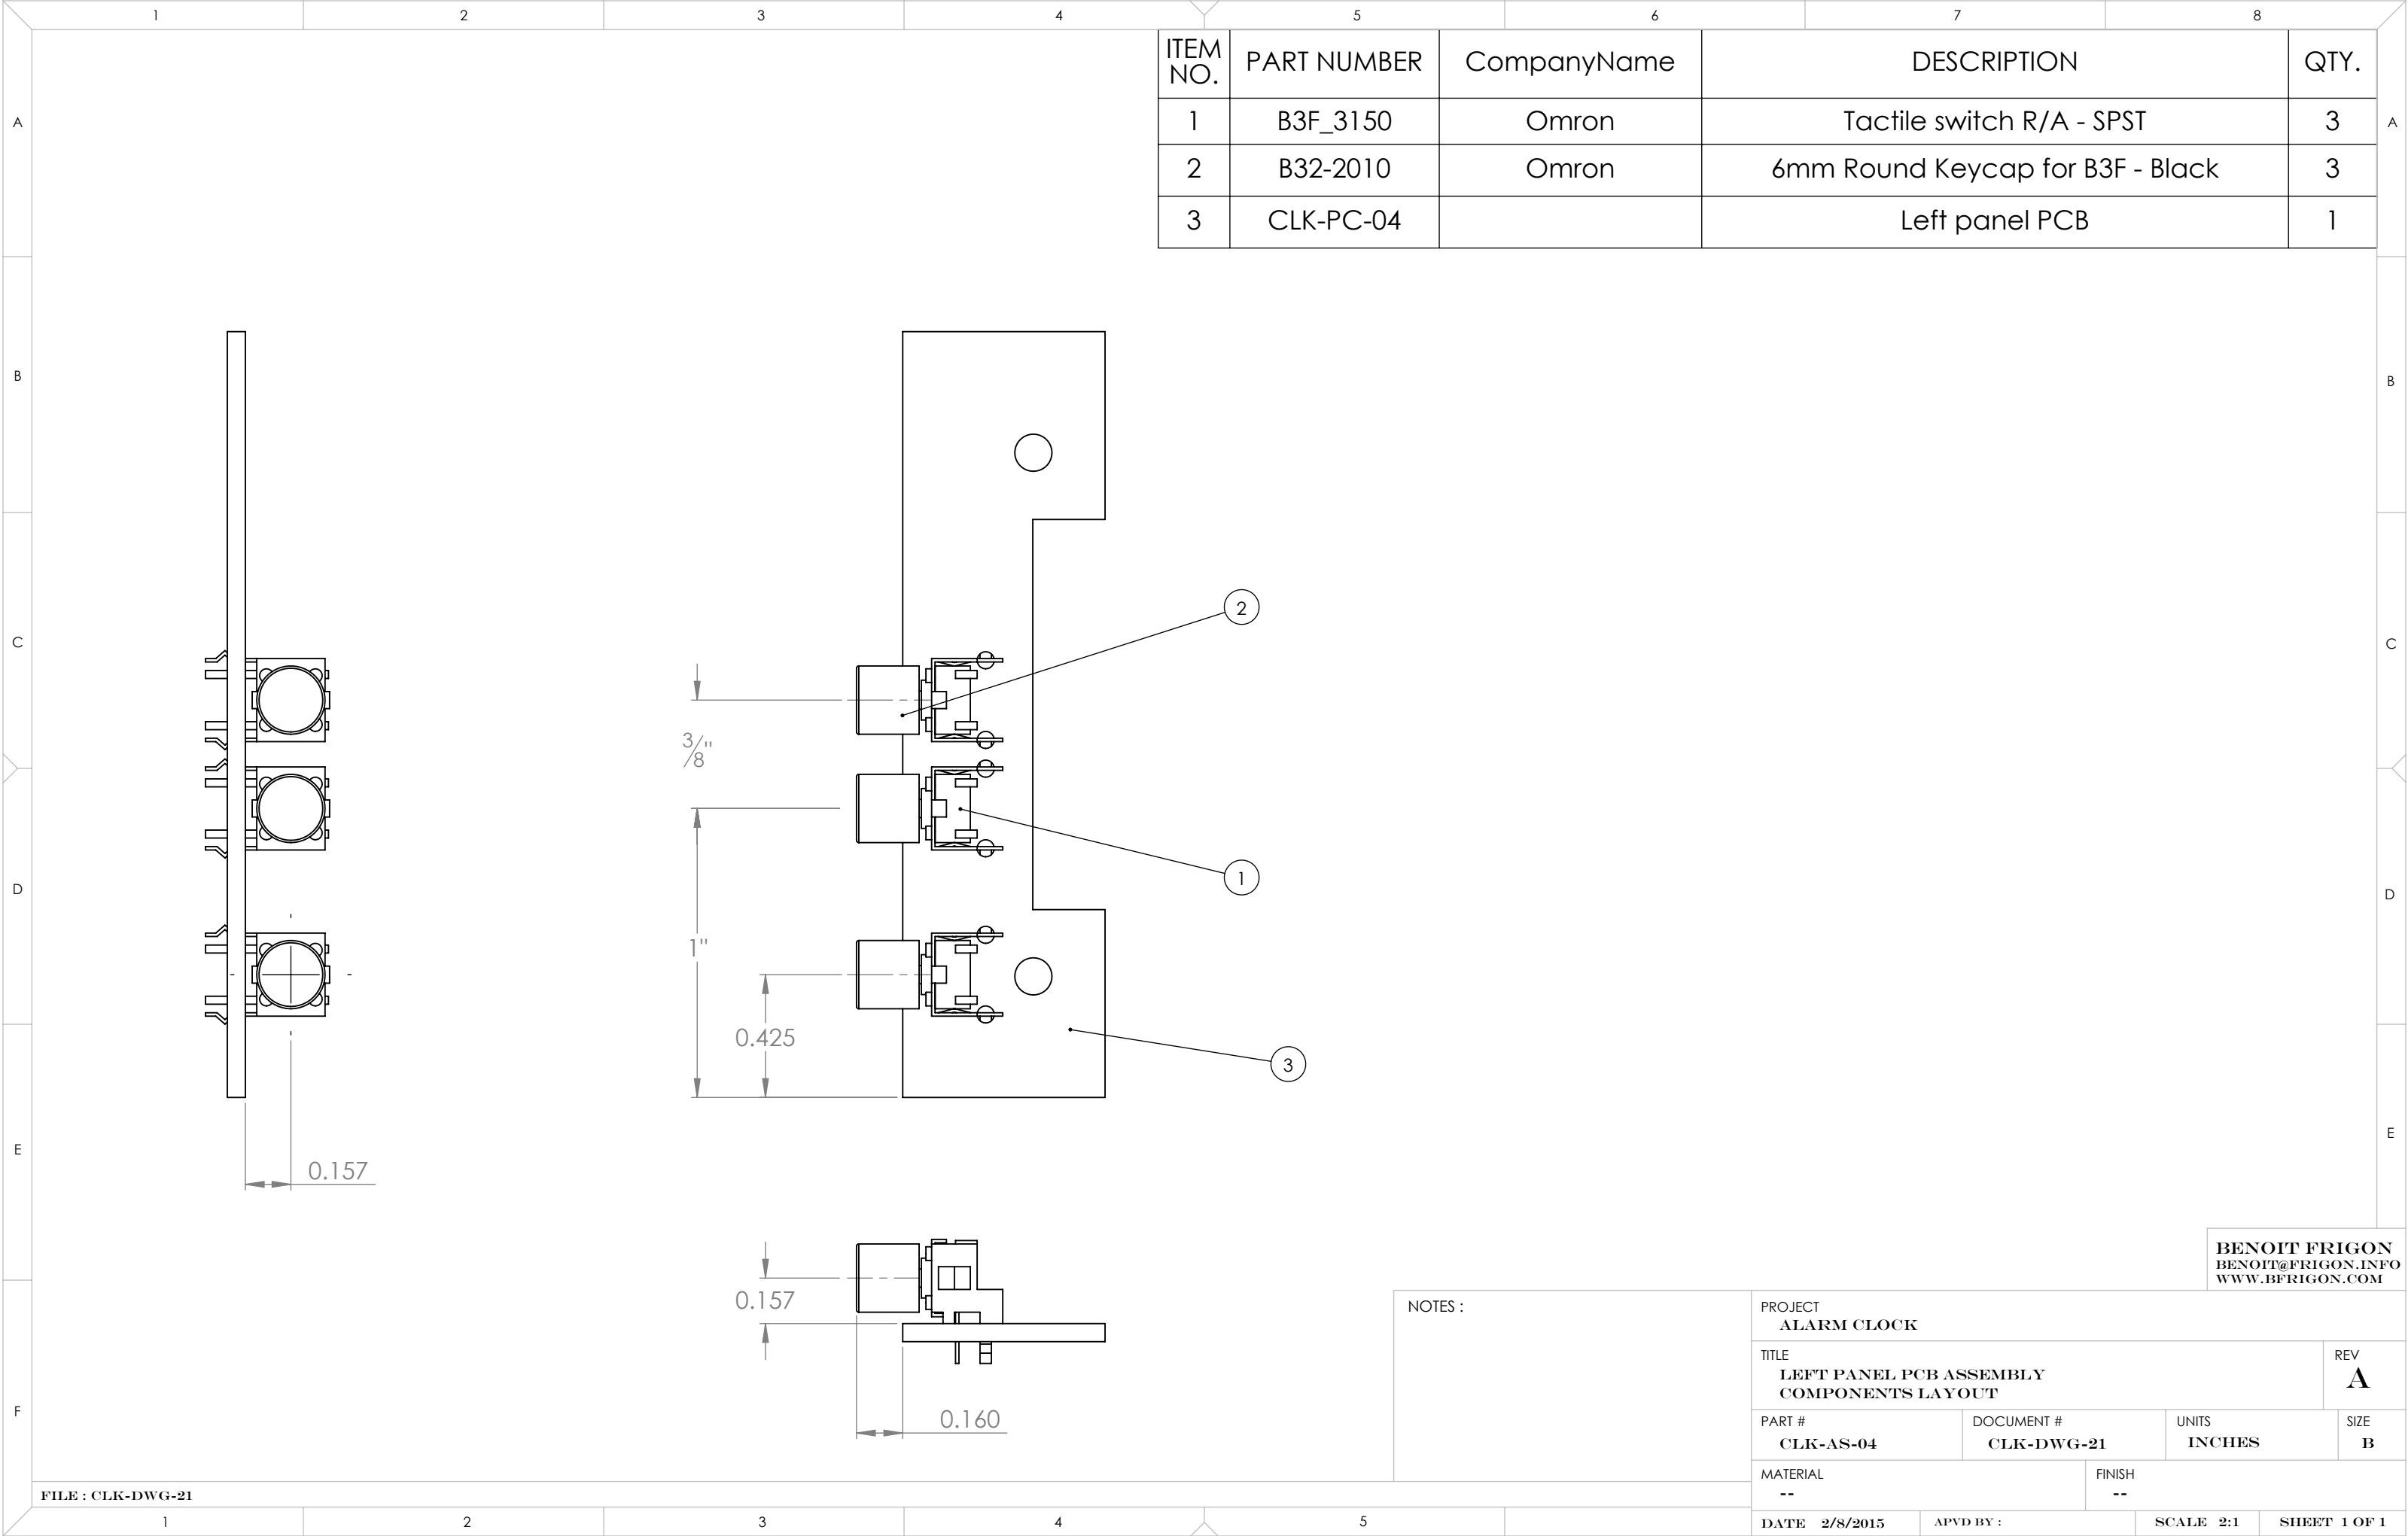 1 2 3 4 5 6 7 8
ITEM NO. PART NUMBER CompanyName DESCRIPTION QTY.
1 B3F_3150 Omron Tactile switch R/A - SPST 3
2 B32-2010 Omron 6mm Round Keycap for B3F - Black 3
3 CLK-PC-04 Left panel PCB 1
A A
B B
C C
D D
E E
F
2
3/8"
1
1"
0.425
3
0.157
0.157
0.160
BENOIT FRIGON
BENOIT@FRIGON.INFO
WWW.BFRIGON.COM
NOTES :
PROJECT
ALARM CLOCK
TITLE
LEFT PANEL PCB ASSEMBLY
COMPONENTS LAYOUT
REV
A
PART #
CLK-AS-04
DOCUMENT #
CLK-DWG-21
UNITS
INCHES
SIZE
B
MATERIAL
--
FINISH
--
DATE 2/8/2015 APVD BY : SCALE 2:1 SHEET 1 OF 1
FILE : CLK-DWG-21
1 2 3 4 5